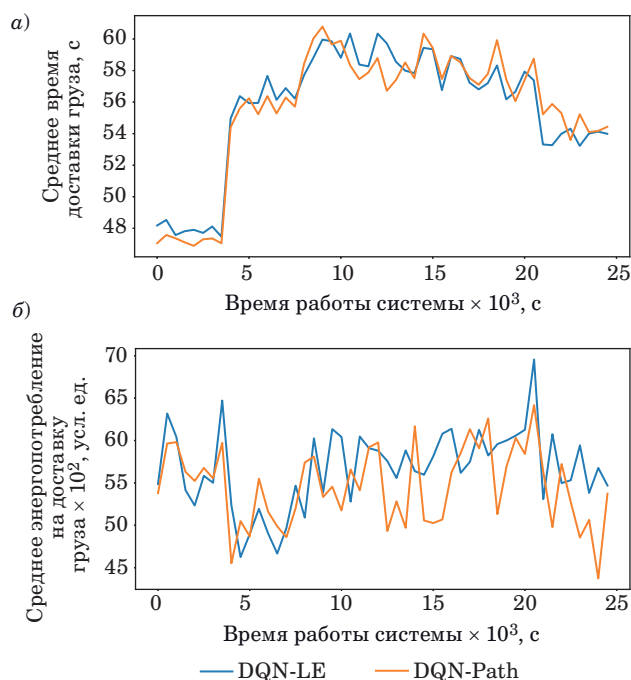 а)
Среднее время
доставки груза, с
60
58
56
54
52
50
48
0 5 10 15 20 25
Время работы системы × 10³, с
б)
Среднее энергопотребление
на доставку
груза × 10², усл. ед.
70
65
60
55
50
45
0 5 10 15 20 25
Время работы системы × 10³, с
DQN-LE DQN-Path